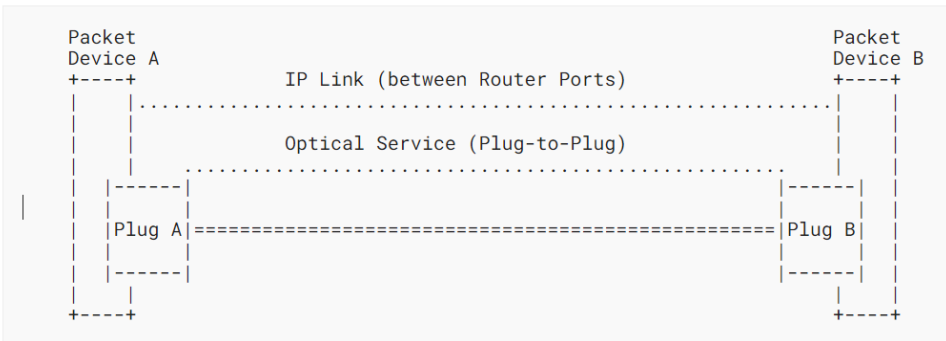 Packet Packet
Device A Device B
IP Link (between Router Ports)
Optical Service (Plug-to-Plug)
Plug A Plug B